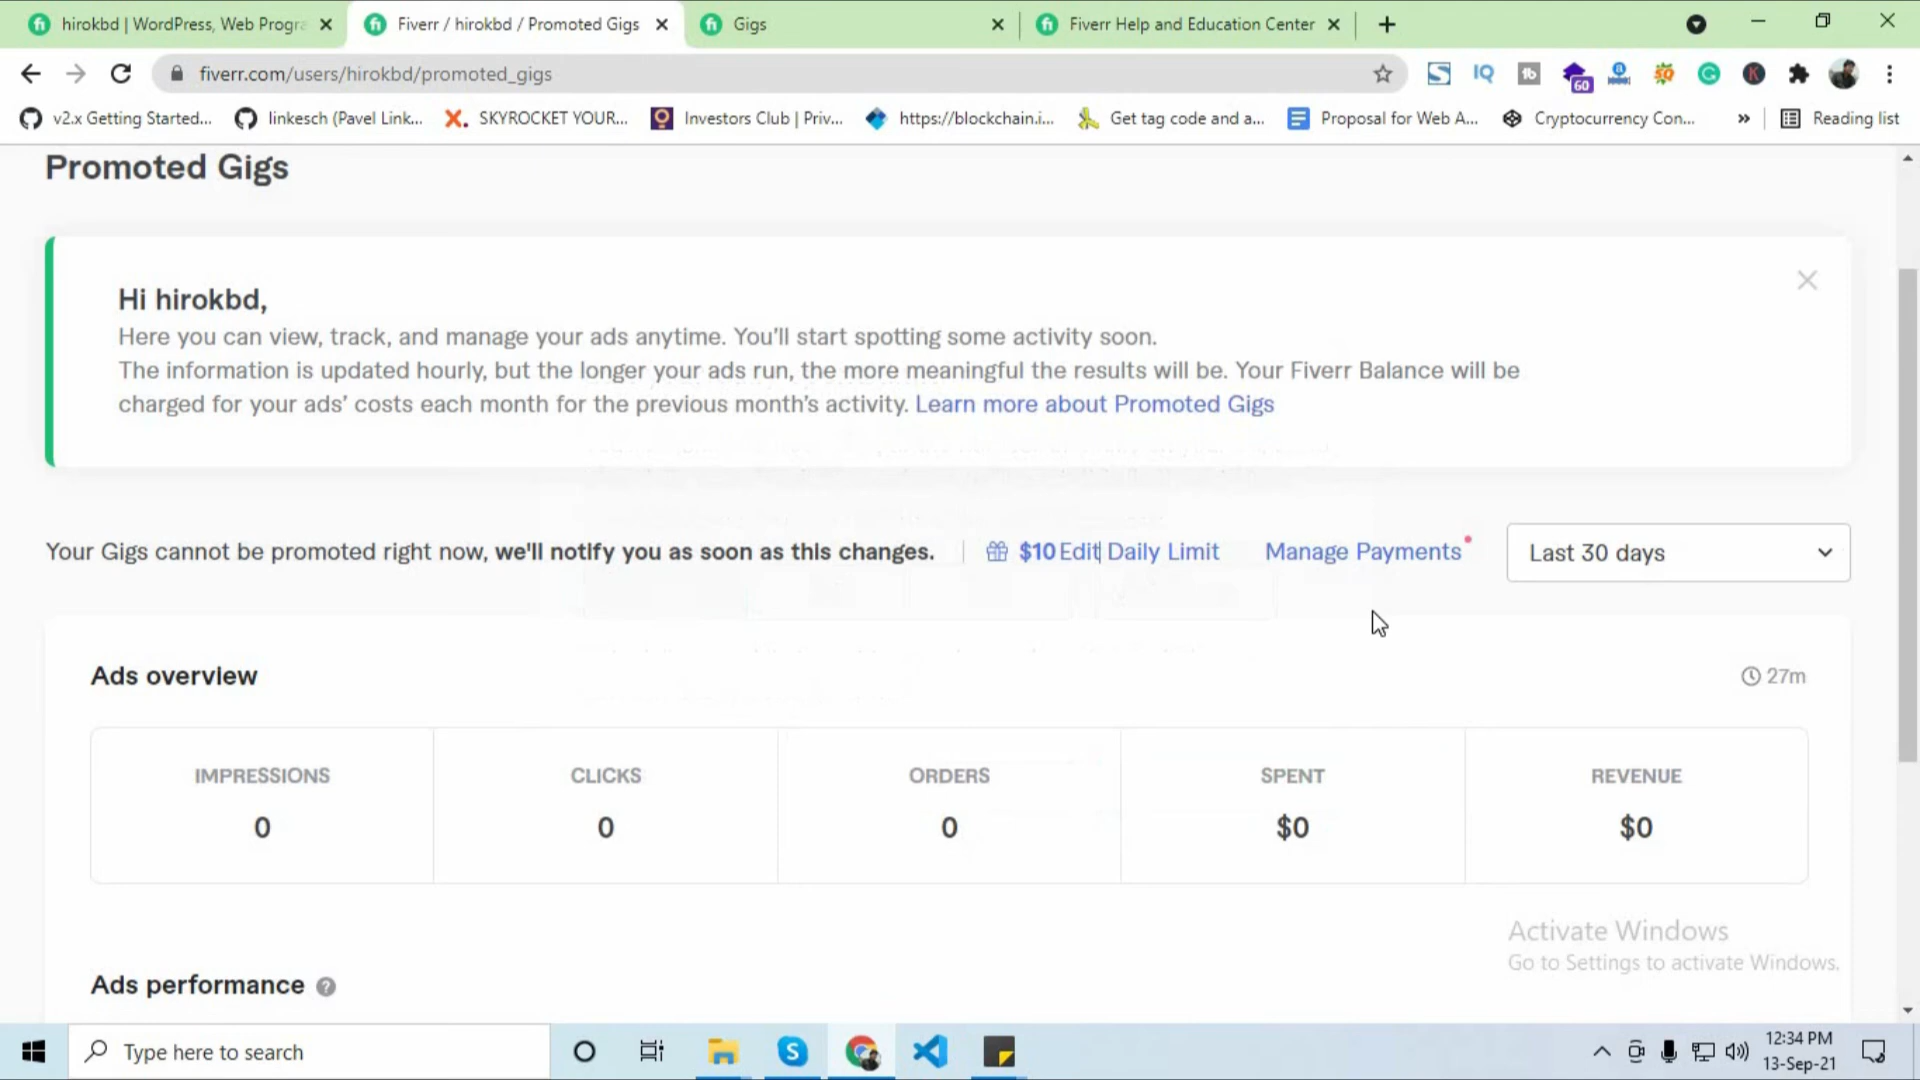 hirokbd | WordPress, Web Progra
Fiverr / hirokbd / Promoted Gigs
Gigs
Fiverr Help and Education Center
fiverr.com/users/hirokbd/promoted_gigs
60
v2.x Getting Started...
linkesch (Pavel Link...
SKYROCKET YOUR...
Investors Club | Priv...
https://blockchain.i...
Get tag code and a...
Proposal for Web A...
Cryptocurrency Con...
»
Reading list
Promoted Gigs
Hi hirokbd,
Here you can view, track, and manage your ads anytime. You'll start spotting some activity soon.
The information is updated hourly, but the longer your ads run, the more meaningful the results will be. Your Fiverr Balance will be
charged for your ads' costs each month for the previous month's activity. Learn more about Promoted Gigs
Your Gigs cannot be promoted right now, we'll notify you as soon as this changes.
$10 Edit Daily Limit
Manage Payments
Last 30 days
Ads overview
27m
IMPRESSIONS
CLICKS
ORDERS
SPENT
REVENUE
0
0
0
$0
$0
Activate Windows
Go to Settings to activate Windows.
Ads performance
Type here to search
12:34 PM
13-Sep-21